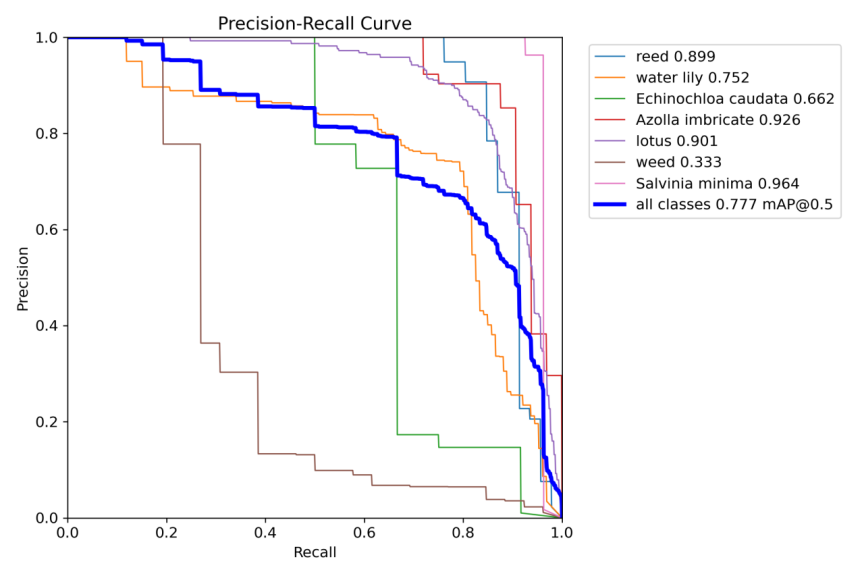 Precision-Recall Curve
1.0
0.8
0.6
0.4
0.2
0.0
Precision
0.0 0.2 0.4 0.6 0.8 1.0
Recall
reed 0.899
water lily 0.752
Echinochloa caudata 0.662
Azolla imbricate 0.926
lotus 0.901
weed 0.333
Salvinia minima 0.964
all classes 0.777 mAP@0.5